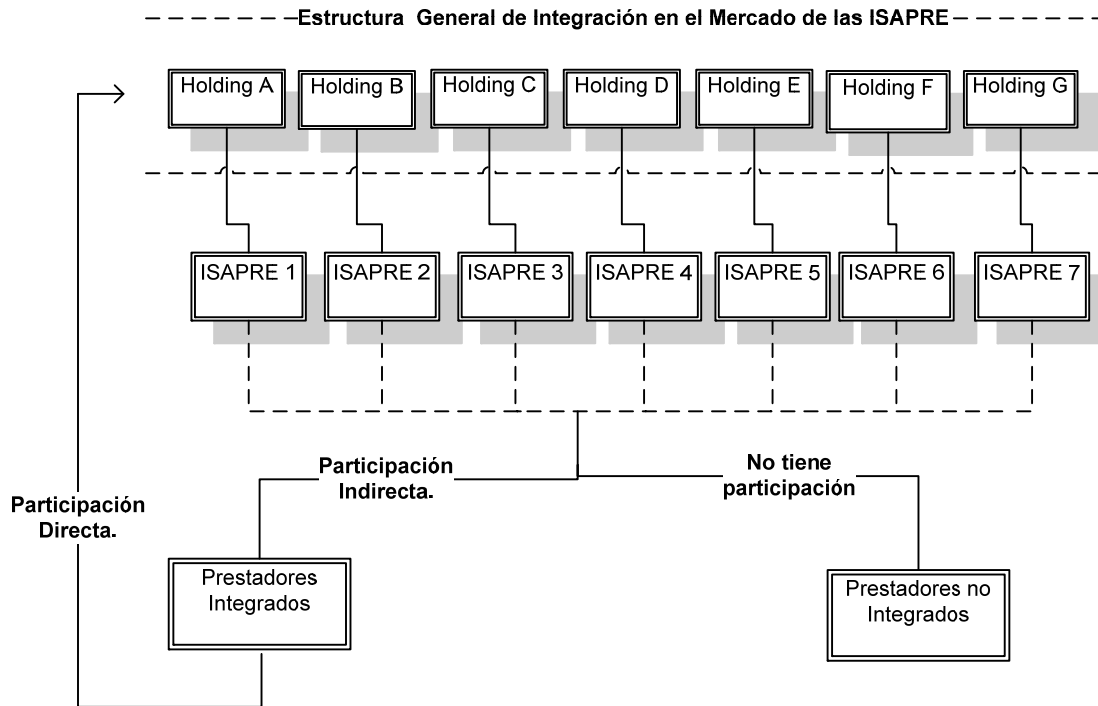 Estructura General de Integración en el Mercado de las ISAPRE
Holding A
Holding B
Holding C
Holding D
Holding E
Holding F
Holding G
ISAPRE 1
ISAPRE 2
ISAPRE 3
ISAPRE 4
ISAPRE 5
ISAPRE 6
ISAPRE 7
Participación
Indirecta.
No tiene
participación
Participación
Directa.
Prestadores
Integrados
Prestadores no
Integrados